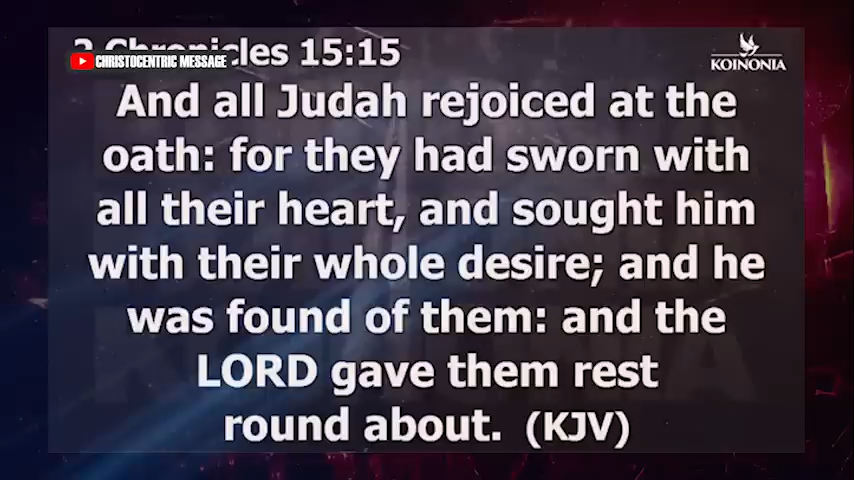 2 Chronicles 15:15
CHRISTOCENTRIC MESSAGE
KOINONIA
And all Judah rejoiced at the
oath: for they had sworn with
all their heart, and sought him
with their whole desire; and he
was found of them: and the
LORD gave them rest
round about. (KJV)